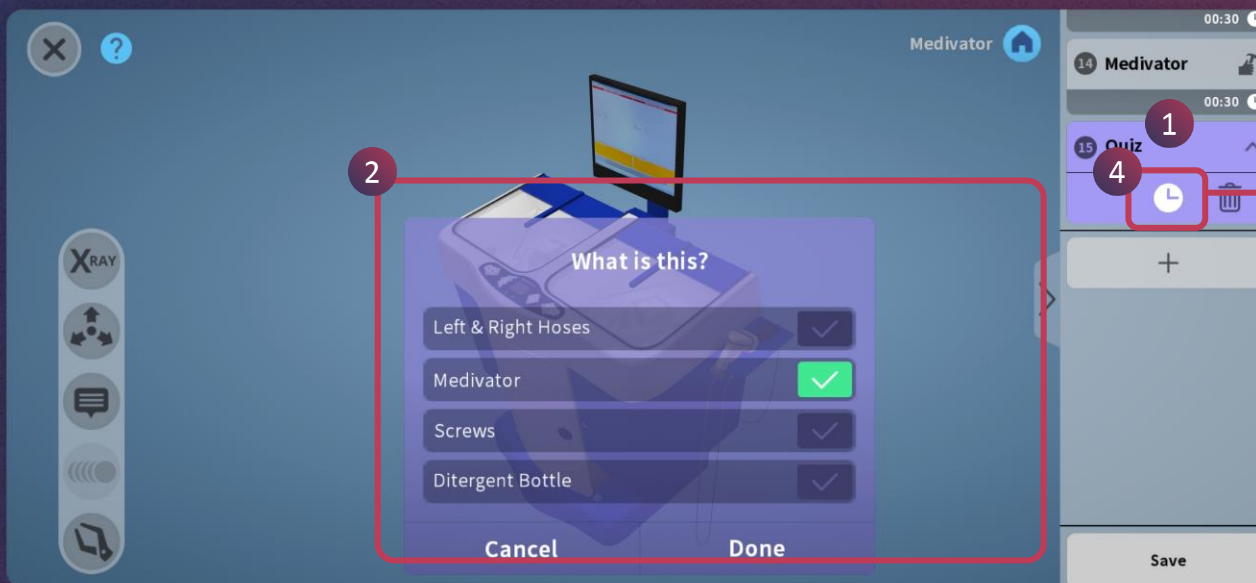 ?
Medivator
00:30
14 Medivator
00:30
1
15 Quiz
4
2
What is this?
XRAY
Left & Right Hoses
Medivator
Screws
Ditergent Bottle
Cancel Done
+
Save